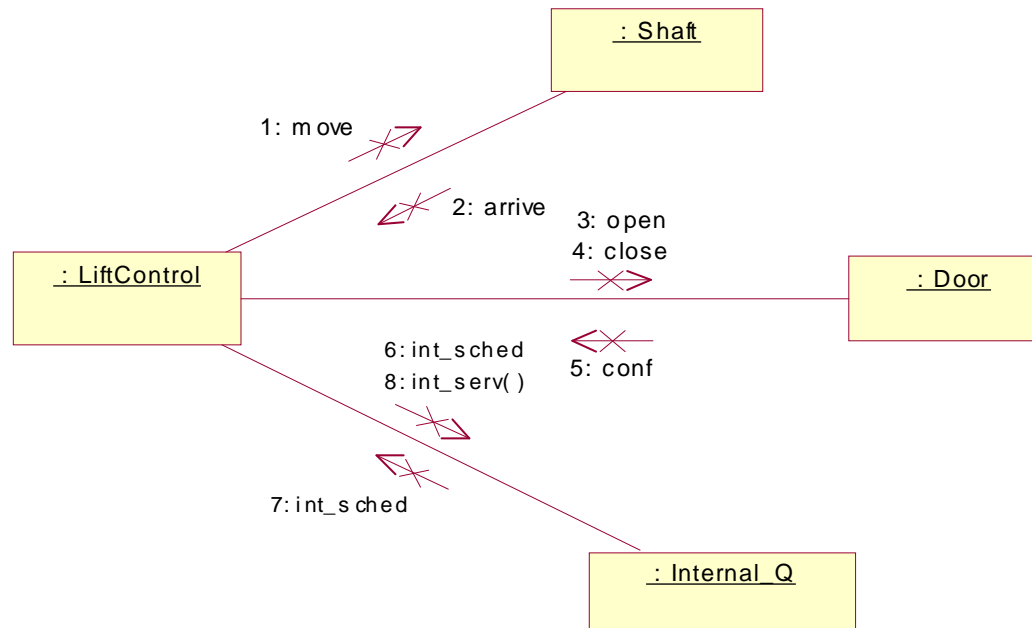 : Shaft
1: move
2: arrive
3: open
4: close
: LiftControl
: Door
5: conf
6: int_sched
8: int_serv( )
7: int_sched
: Internal_Q